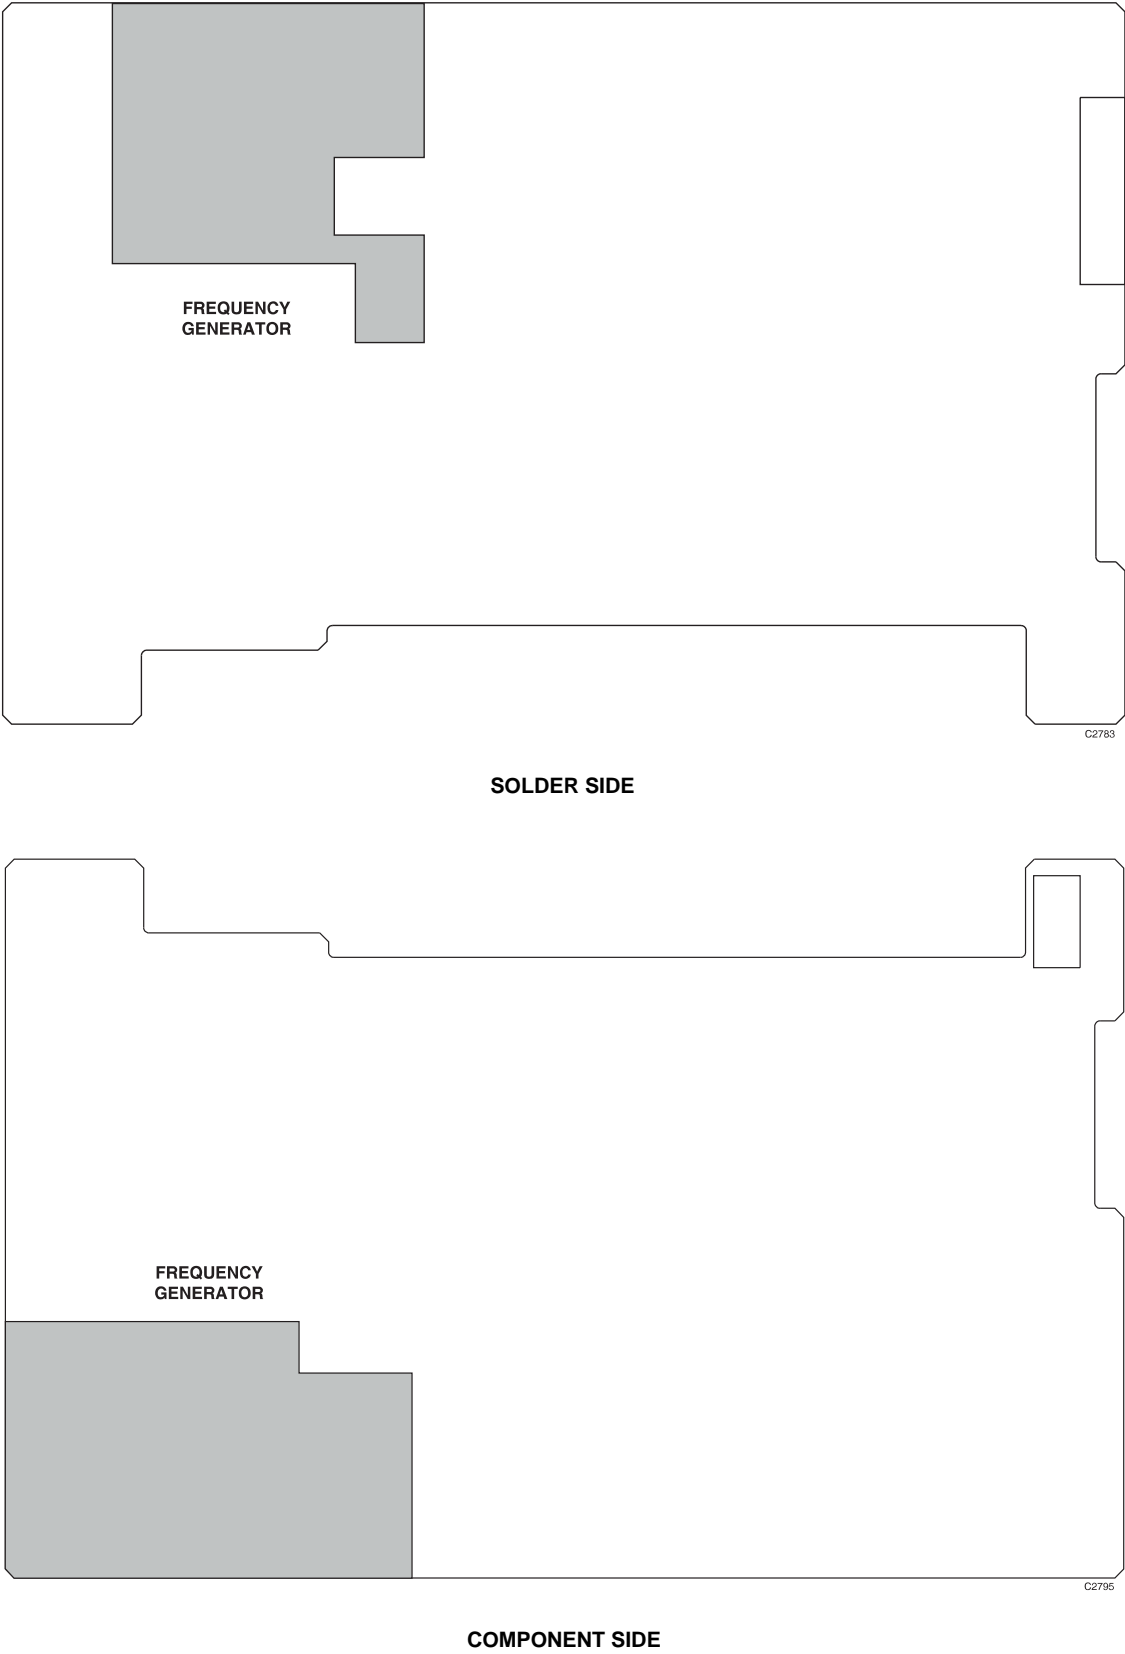 FREQUENCY
GENERATOR
C2783
SOLDER SIDE
FREQUENCY
GENERATOR
C2795
COMPONENT SIDE